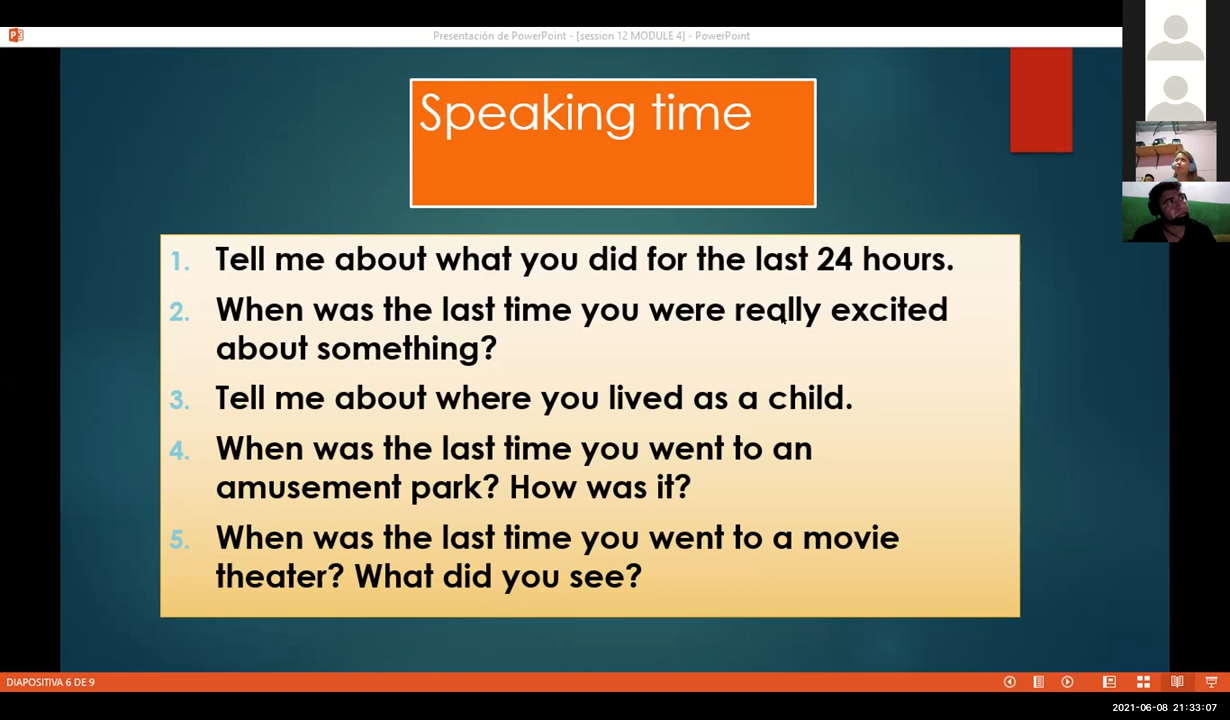 Presentación de PowerPoint - [session 12 MODULE 4] - PowerPoint
Speaking time
1. Tell me about what you did for the last 24 hours.
2. When was the last time you were really excited
about something?
3. Tell me about where you lived as a child.
4. When was the last time you went to an
amusement park? How was it?
5. When was the last time you went to a movie
theater? What did you see?
DIAPOSITIVA 6 DE 9
2021-06-08 21:33:07